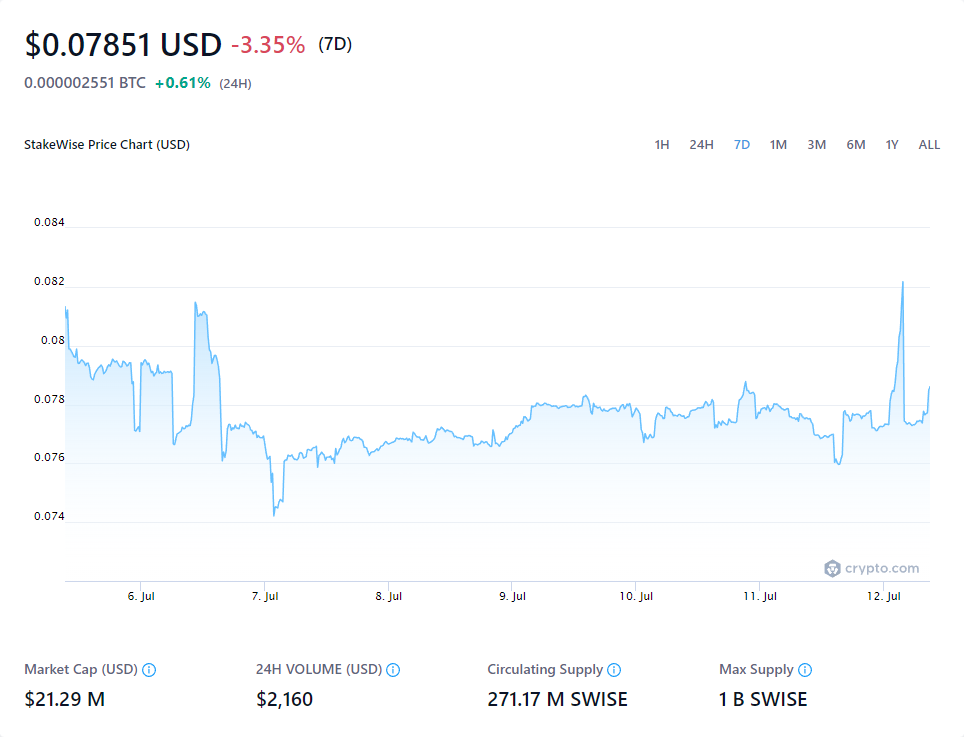 $0.07851 USD -3.35% (7D)
0.000002551 BTC +0.61% (24H)
StakeWise Price Chart (USD) 1H 24H 7D 1M 3M 6M 1Y ALL
0.084
0.082
0.08
0.078
0.076
0.074
crypto.com
6. Jul 7. Jul 8. Jul 9. Jul 10. Jul 11. Jul 12. Jul
Market Cap (USD) 24H VOLUME (USD) Circulating Supply Max Supply
$21.29 M $2,160 271.17 M SWISE 1 B SWISE